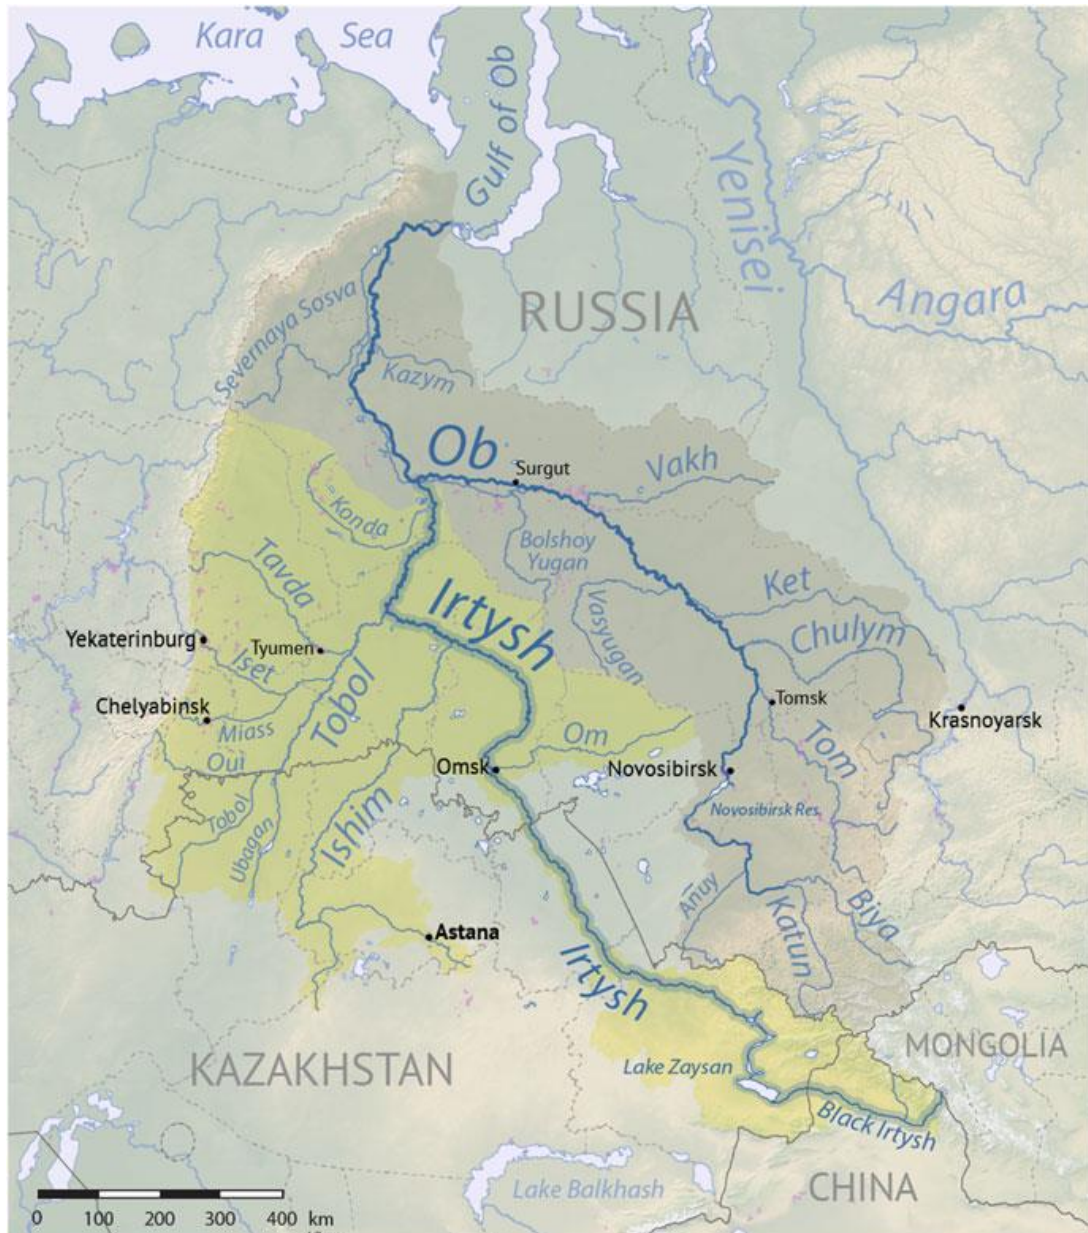 Kara Sea
Gulf of Ob
Yenisei
Angara
RUSSIA
Severnaya Sosva
Kazym
Ob
Surgut
Vakh
Konda
Bolshoy
Yugan
Tavda
Irtysh
Vasyugan
Ket
Chulym
Yekaterinburg
Tyumen
Iset
Tobol
Chelyabinsk
Miass
Oui
Tomsk
Krasnoyarsk
Om
Tom
Omsk
Novosibirsk
Novosibirsk Res.
Tobol
Ubagan
Ishim
Anuy
Katun
Biya
Astana
Irtysh
MONGOLIA
KAZAKHSTAN
Lake Zaysan
Black Irtysh
CHINA
Lake Balkhash
0 100 200 300 400 km